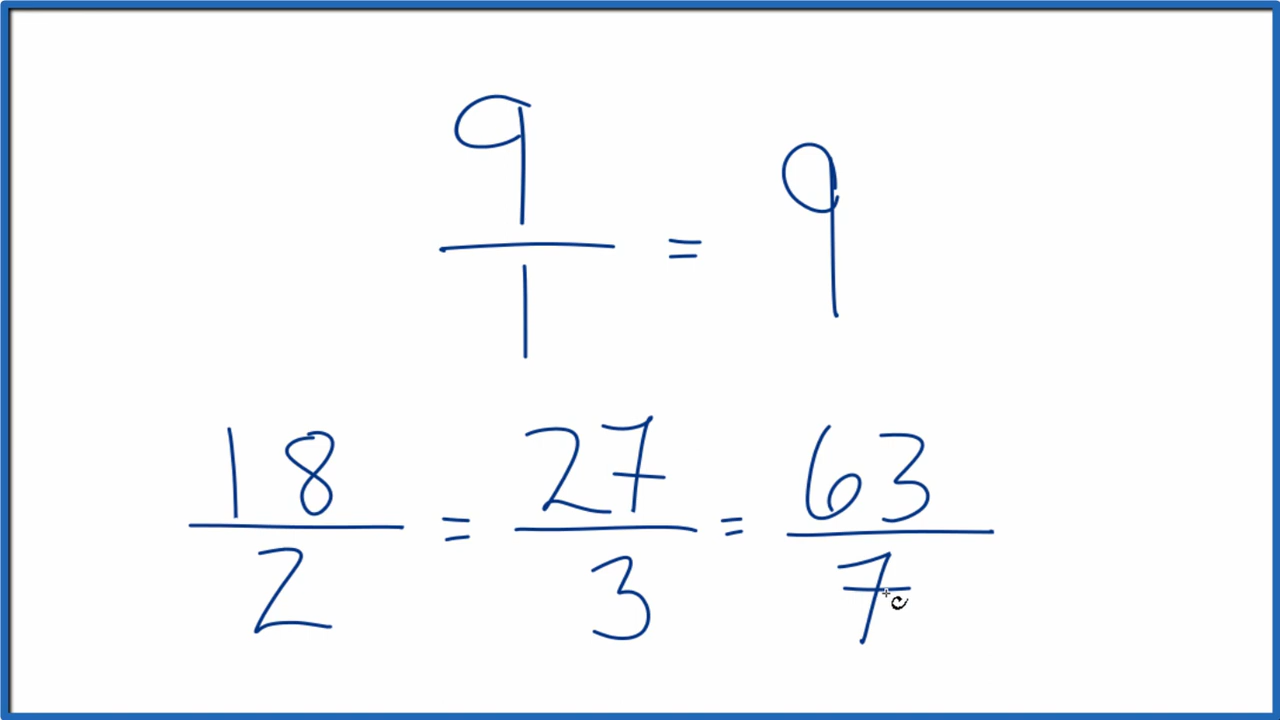 9/1 = 9
18/2 = 27/3 = 63/7